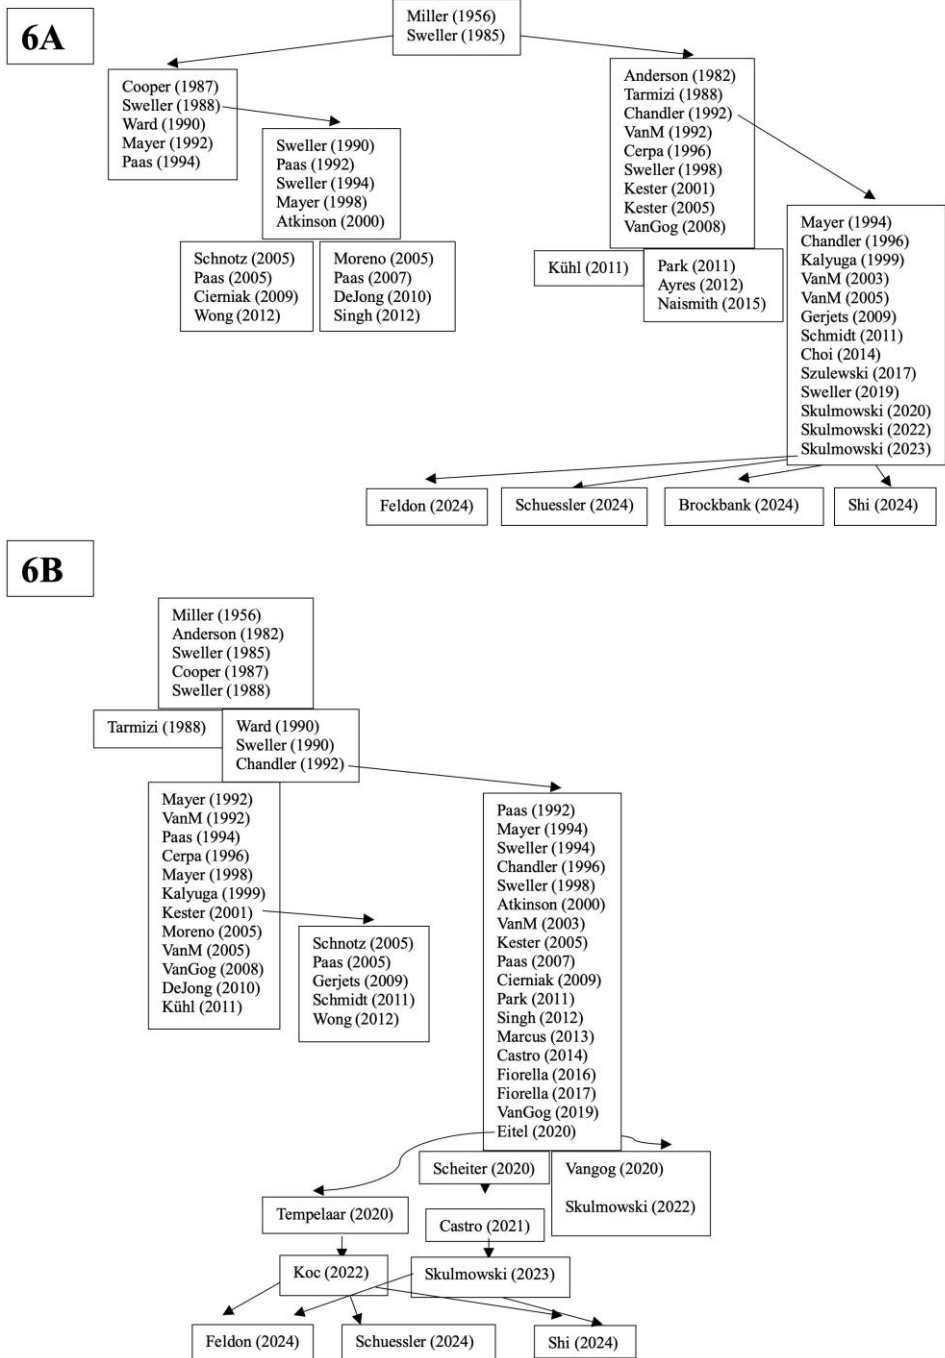 6A
Miller (1956)
Sweller (1985)
Cooper (1987)
Sweller (1988)
Ward (1990)
Mayer (1992)
Paas (1994)
Sweller (1990)
Paas (1992)
Sweller (1994)
Mayer (1998)
Atkinson (2000)
Schnotz (2005)
Paas (2005)
Cierniak (2009)
Wong (2012)
Moreno (2005)
Paas (2007)
DeJong (2010)
Singh (2012)
Anderson (1982)
Tarmizi (1988)
Chandler (1992)
VanM (1992)
Cerpa (1996)
Sweller (1998)
Kester (2001)
Kester (2005)
VanGog (2008)
Kühl (2011)
Park (2011)
Ayres (2012)
Naismith (2015)
Mayer (1994)
Chandler (1996)
Kalyuga (1999)
VanM (2003)
VanM (2005)
Gerjets (2009)
Schmidt (2011)
Choi (2014)
Szulewski (2017)
Sweller (2019)
Skulmowski (2020)
Skulmowski (2022)
Skulmowski (2023)
Feldon (2024)
Schuessler (2024)
Brockbank (2024)
Shi (2024)
6B
Miller (1956)
Anderson (1982)
Sweller (1985)
Cooper (1987)
Sweller (1988)
Tarmizi (1988)
Ward (1990)
Sweller (1990)
Chandler (1992)
Mayer (1992)
VanM (1992)
Paas (1994)
Cerpa (1996)
Mayer (1998)
Kalyuga (1999)
Kester (2001)
Moreno (2005)
VanM (2005)
VanGog (2008)
DeJong (2010)
Kühl (2011)
Schnotz (2005)
Paas (2005)
Gerjets (2009)
Schmidt (2011)
Wong (2012)
Paas (1992)
Mayer (1994)
Sweller (1994)
Chandler (1996)
Sweller (1998)
Atkinson (2000)
VanM (2003)
Kester (2005)
Paas (2007)
Cierniak (2009)
Park (2011)
Singh (2012)
Marcus (2013)
Castro (2014)
Fiorella (2016)
Fiorella (2017)
VanGog (2019)
Eitel (2020)
Scheiter (2020)
Vangog (2020)
Skulmowski (2022)
Tempelaar (2020)
Castro (2021)
Koc (2022)
Skulmowski (2023)
Feldon (2024)
Schuessler (2024)
Shi (2024)